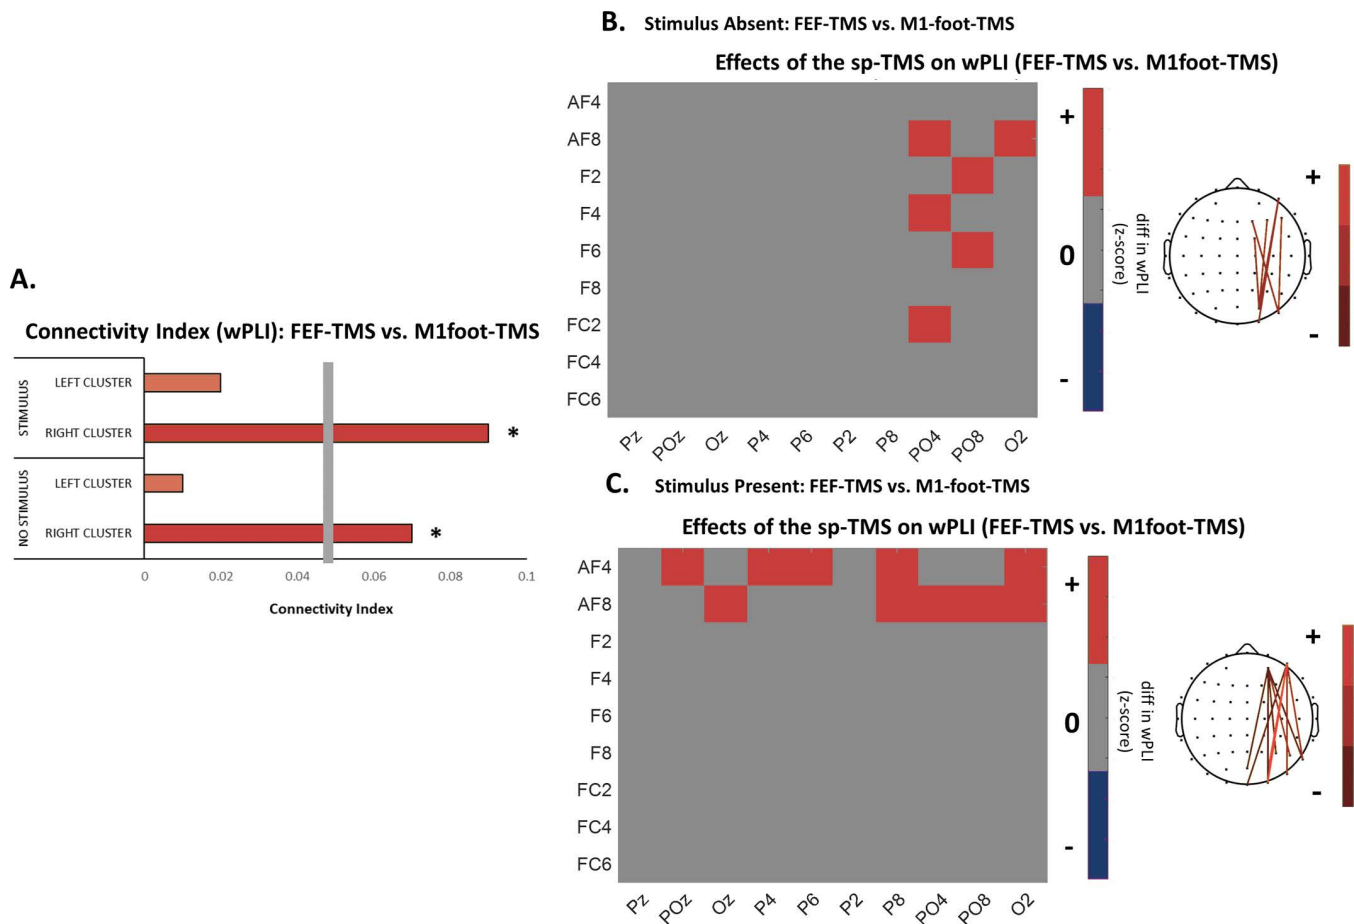 A.
Connectivity Index (wPLI): FEF-TMS vs. M1foot-TMS
STIMULUS
LEFT CLUSTER
RIGHT CLUSTER
*
NO STIMULUS
LEFT CLUSTER
RIGHT CLUSTER
*
0 0.02 0.04 0.06 0.08 0.1
Connectivity Index
B. Stimulus Absent: FEF-TMS vs. M1-foot-TMS
Effects of the sp-TMS on wPLI (FEF-TMS vs. M1foot-TMS)
AF4
AF8
F2
F4
F6
F8
FC2
FC4
FC6
Pz POz Oz P4 P6 P2 P8 PO4 PO8 O2
+
0
-
diff in wPLI
(z-score)
+
-
C. Stimulus Present: FEF-TMS vs. M1-foot-TMS
Effects of the sp-TMS on wPLI (FEF-TMS vs. M1foot-TMS)
AF4
AF8
F2
F4
F6
F8
FC2
FC4
FC6
Pz POz Oz P4 P6 P2 P8 PO4 PO8 O2
+
0
-
diff in wPLI
(z-score)
+
-